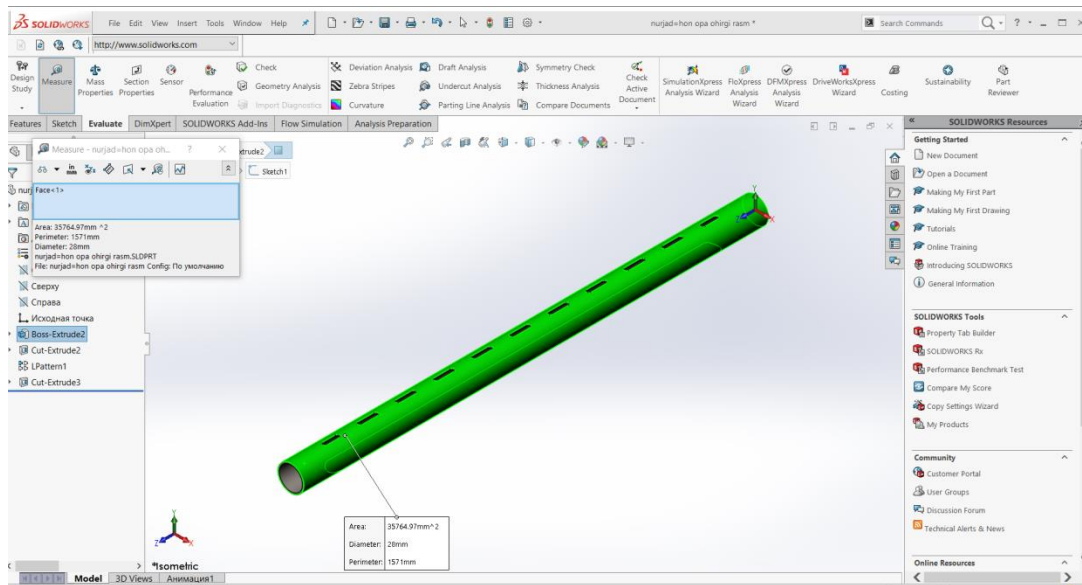 SOLIDWORKS File Edit View Insert Tools Window Help nurjad=hon opa ohirgi rasm * Search Commands
http://www.solidworks.com
Design Study
Measure
Mass Properties
Section Properties
Sensor
Performance Evaluation
Check
Geometry Analysis
Import Diagnostics
Deviation Analysis
Zebra Stripes
Curvature
Draft Analysis
Undercut Analysis
Parting Line Analysis
Symmetry Check
Thickness Analysis
Compare Documents
Check Active Document
SimulationXpress Analysis Wizard
FloXpress Analysis Wizard
DFMXpress Analysis Wizard
DriveWorksXpress Wizard
Costing
Sustainability
Part Reviewer
Features Sketch Evaluate DimXpert SOLIDWORKS Add-Ins Flow Simulation Analysis Preparation
Measure - nurjad=hon opa oh...
Face<1>
Area: 35764.97mm ^2
Perimeter: 1571mm
Diameter: 28mm
nurjad=hon opa ohirgi rasm.SLDPRT
File: nurjad=hon opa ohirgi rasm Config: По умолчанию
xtrude2
Sketch1
nurj
Сверху
Справа
Исходная точка
Boss-Extrude2
Cut-Extrude2
LPattern1
Cut-Extrude3
Y
Z X
Area: 35764.97mm^2
Diameter: 28mm
Perimeter: 1571mm
Y
Z X
*Isometric
Model 3D Views Анимация1
SOLIDWORKS Resources
Getting Started
New Document
Open a Document
Making My First Part
Making My First Drawing
Tutorials
Online Training
Introducing SOLIDWORKS
General Information
SOLIDWORKS Tools
Property Tab Builder
SOLIDWORKS Rx
Performance Benchmark Test
Compare My Score
Copy Settings Wizard
My Products
Community
Customer Portal
User Groups
Discussion Forum
Technical Alerts & News
Online Resources